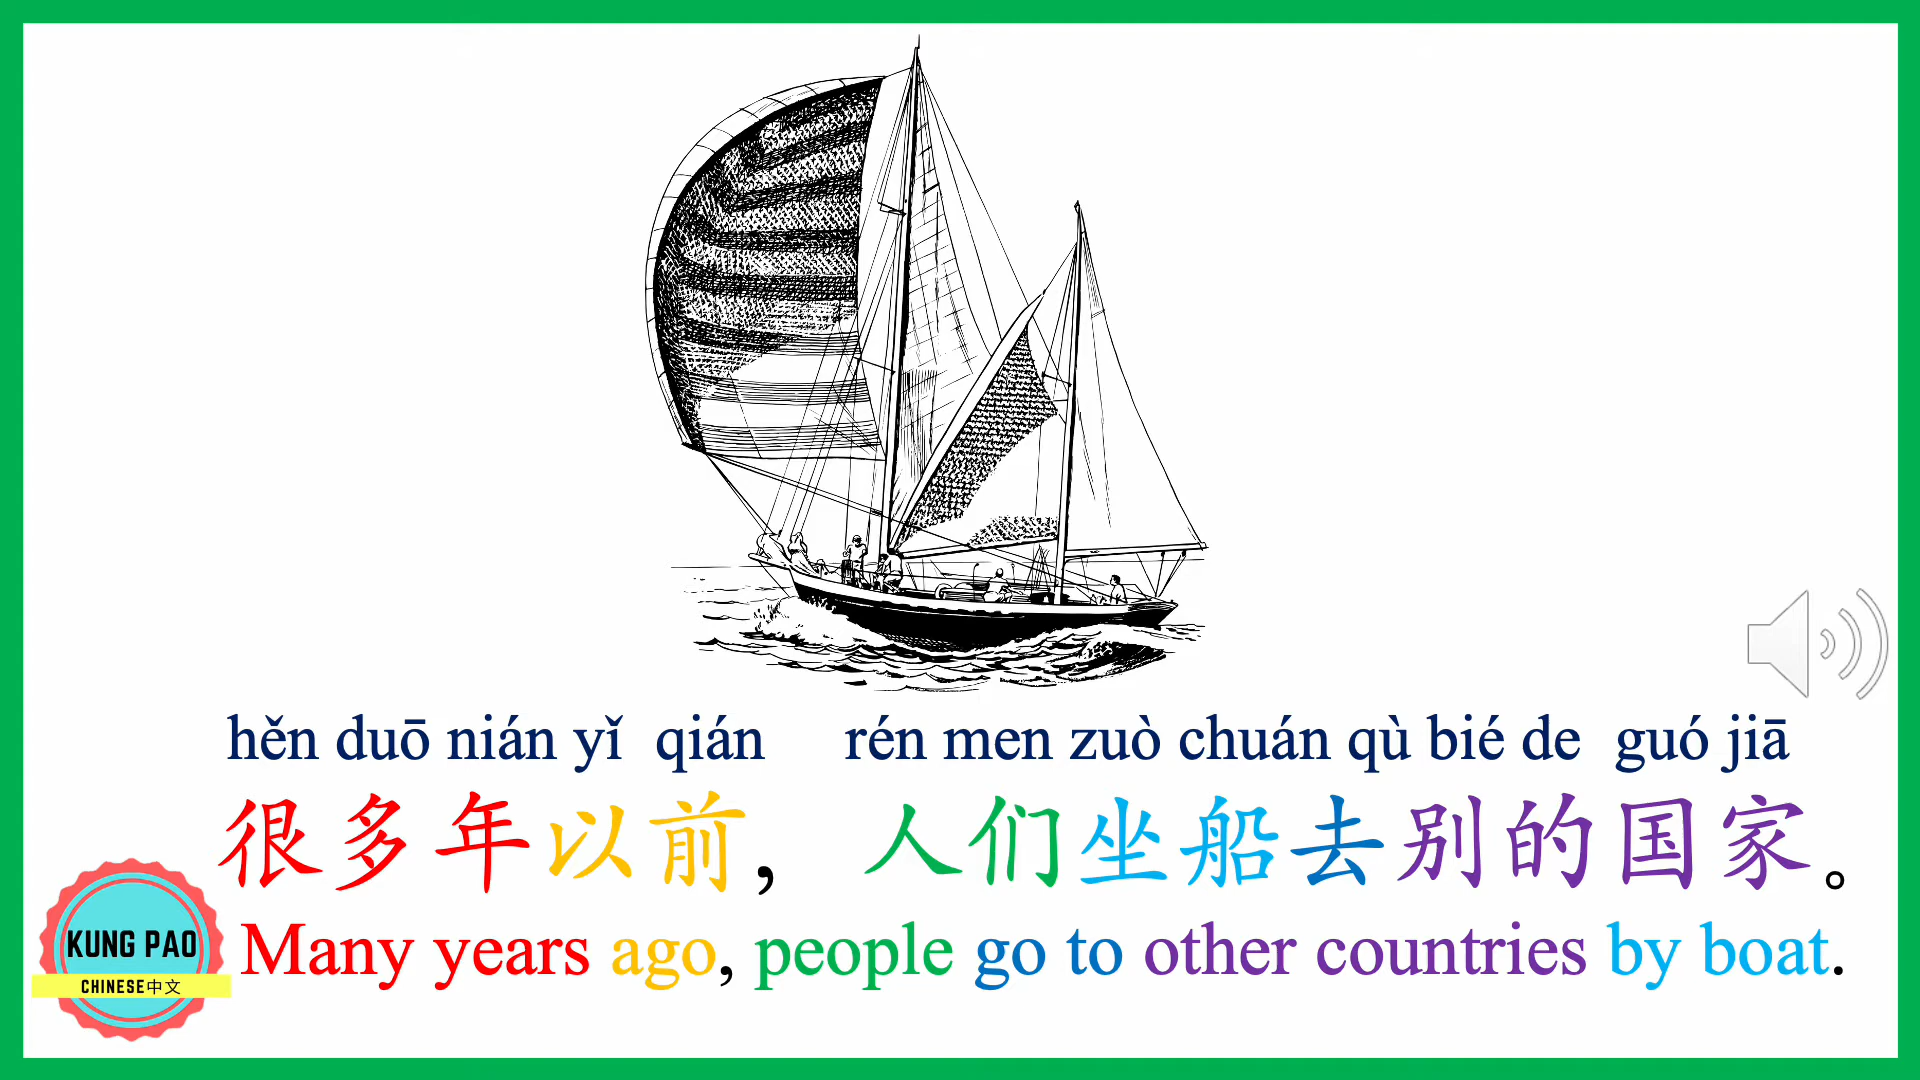 hěn duō nián yǐ qián rén men zuò chuán qù bié de guó jiā
很多年以前，人们坐船去别的国家。
Many years ago, people go to other countries by boat.
KUNG PAO
CHINESE中文